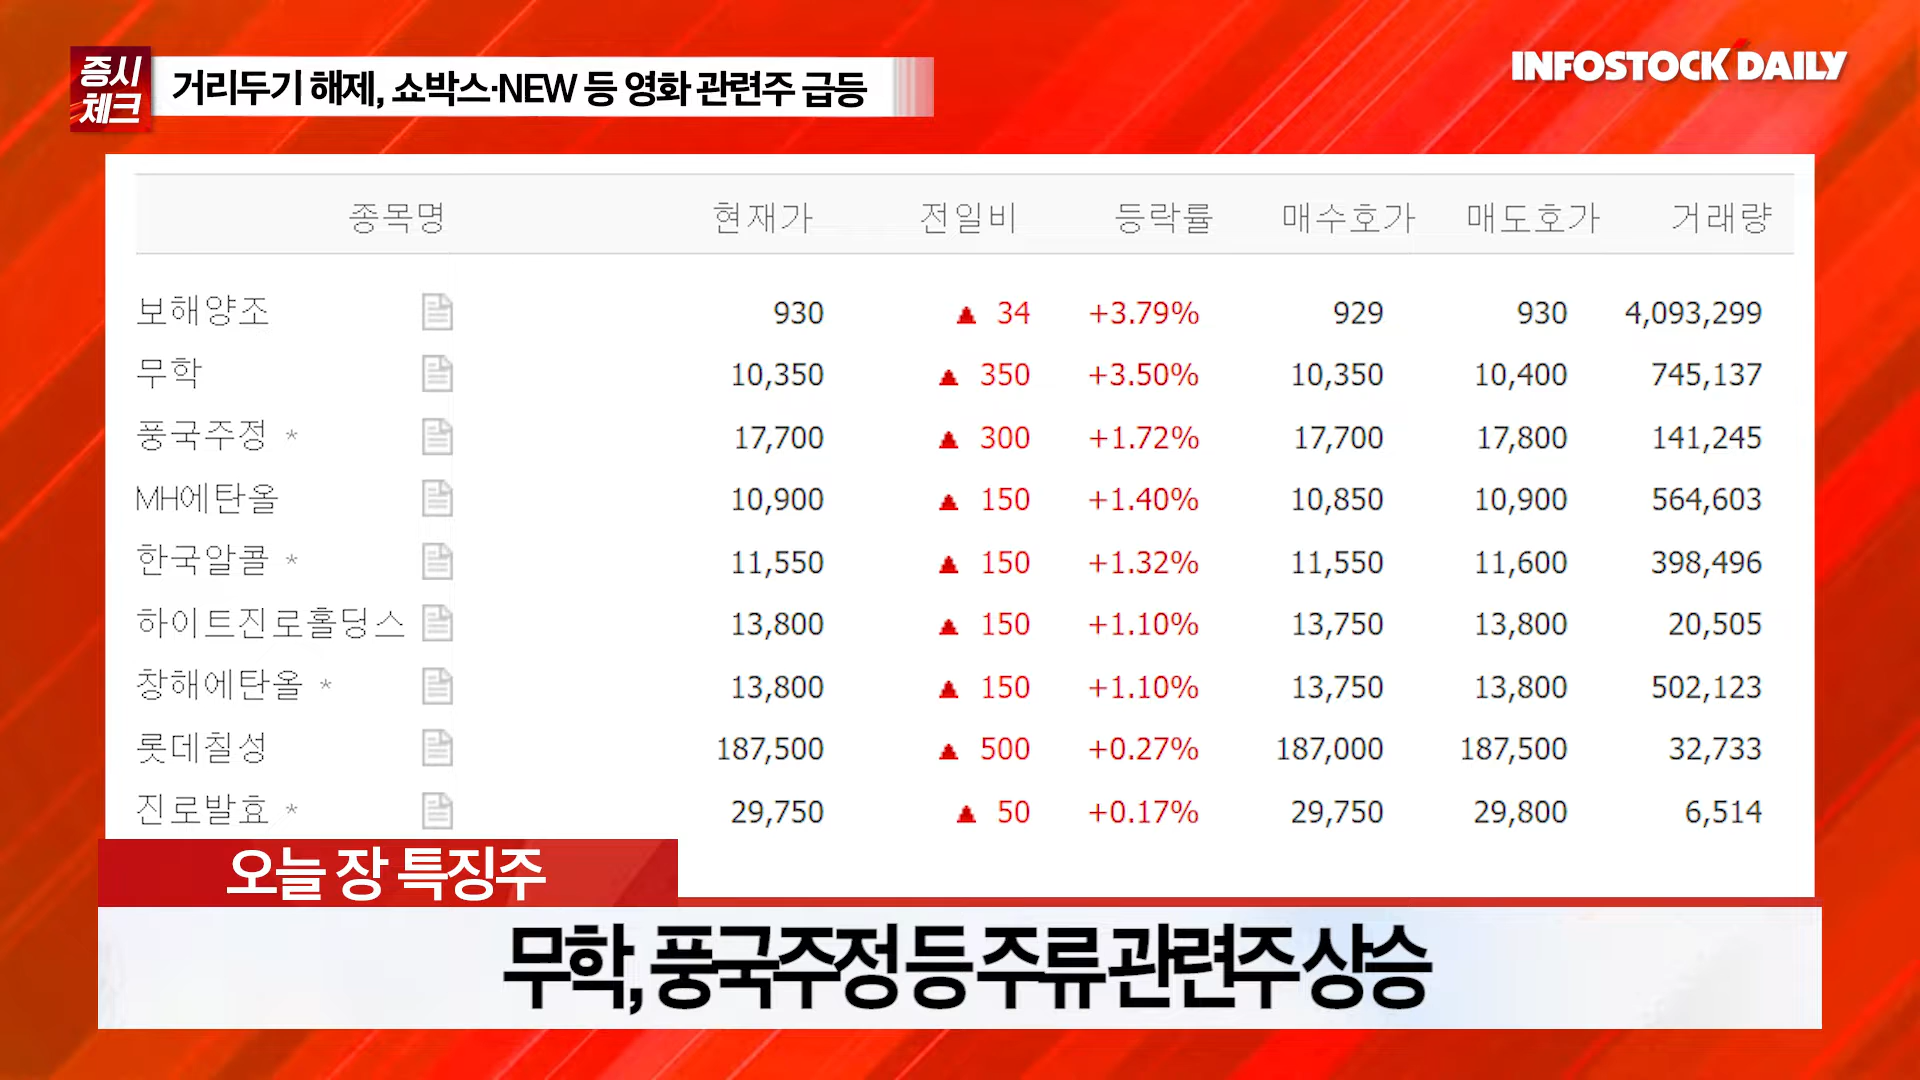 증시
체크
거리두기 해제, 쇼박스·NEW 등 영화 관련주 급등
INFOSTOCK DAILY
종목명 현재가 전일비 등락률 매수호가 매도호가 거래량
보해양조 930 ▲ 34 +3.79% 929 930 4,093,299
무학 10,350 ▲ 350 +3.50% 10,350 10,400 745,137
풍국주정 * 17,700 ▲ 300 +1.72% 17,700 17,800 141,245
MH에탄올 10,900 ▲ 150 +1.40% 10,850 10,900 564,603
한국알콜 * 11,550 ▲ 150 +1.32% 11,550 11,600 398,496
하이트진로홀딩스 13,800 ▲ 150 +1.10% 13,750 13,800 20,505
창해에탄올 * 13,800 ▲ 150 +1.10% 13,750 13,800 502,123
롯데칠성 187,500 ▲ 500 +0.27% 187,000 187,500 32,733
진로발효 * 29,750 ▲ 50 +0.17% 29,750 29,800 6,514
오늘 장 특징주
무학, 풍국주정 등 주류 관련주 상승